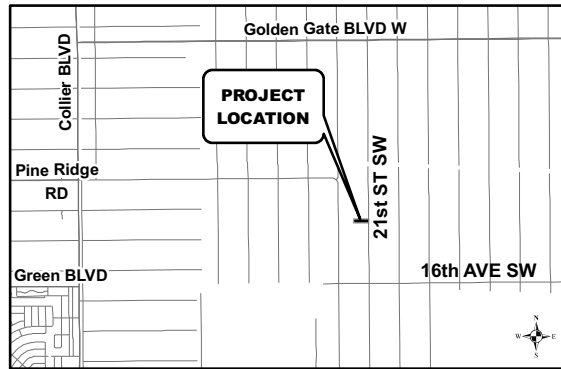 Golden Gate BLVD W
Collier BLVD
PROJECT
LOCATION
Pine Ridge
RD
21st ST SW
Green BLVD
16th AVE SW
N
W
E
S